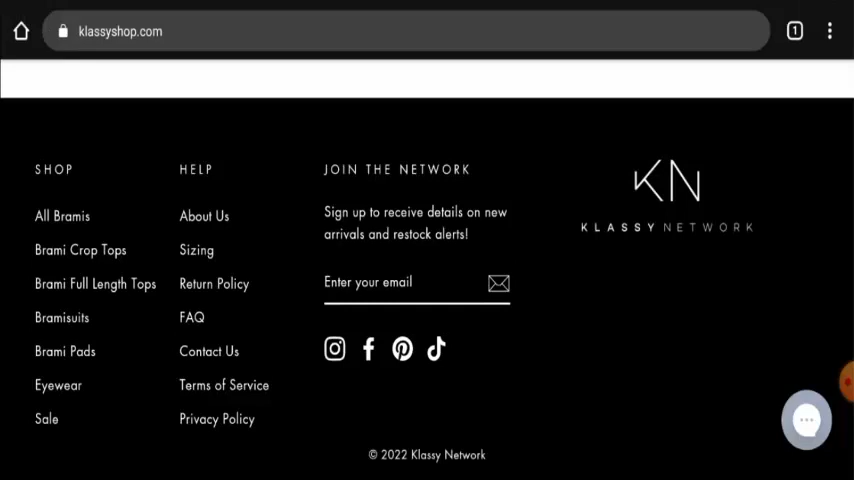 klassyshop.com
1
SHOP
All Bramis
Brami Crop Tops
Brami Full Length Tops
Bramisuits
Brami Pads
Eyewear
Sale
HELP
About Us
Sizing
Return Policy
FAQ
Contact Us
Terms of Service
Privacy Policy
JOIN THE NETWORK
Sign up to receive details on new
arrivals and restock alerts!
Enter your email
KN
KLASSY NETWORK
© 2022 Klassy Network